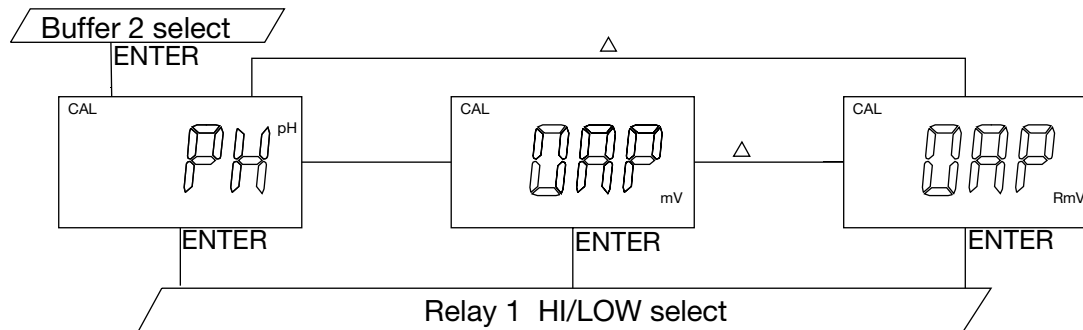 Buffer 2 select
ENTER
△
CAL
PH pH
CAL
ORP
mV
△
CAL
ORP
RmV
ENTER
ENTER
ENTER
Relay 1 HI/LOW select